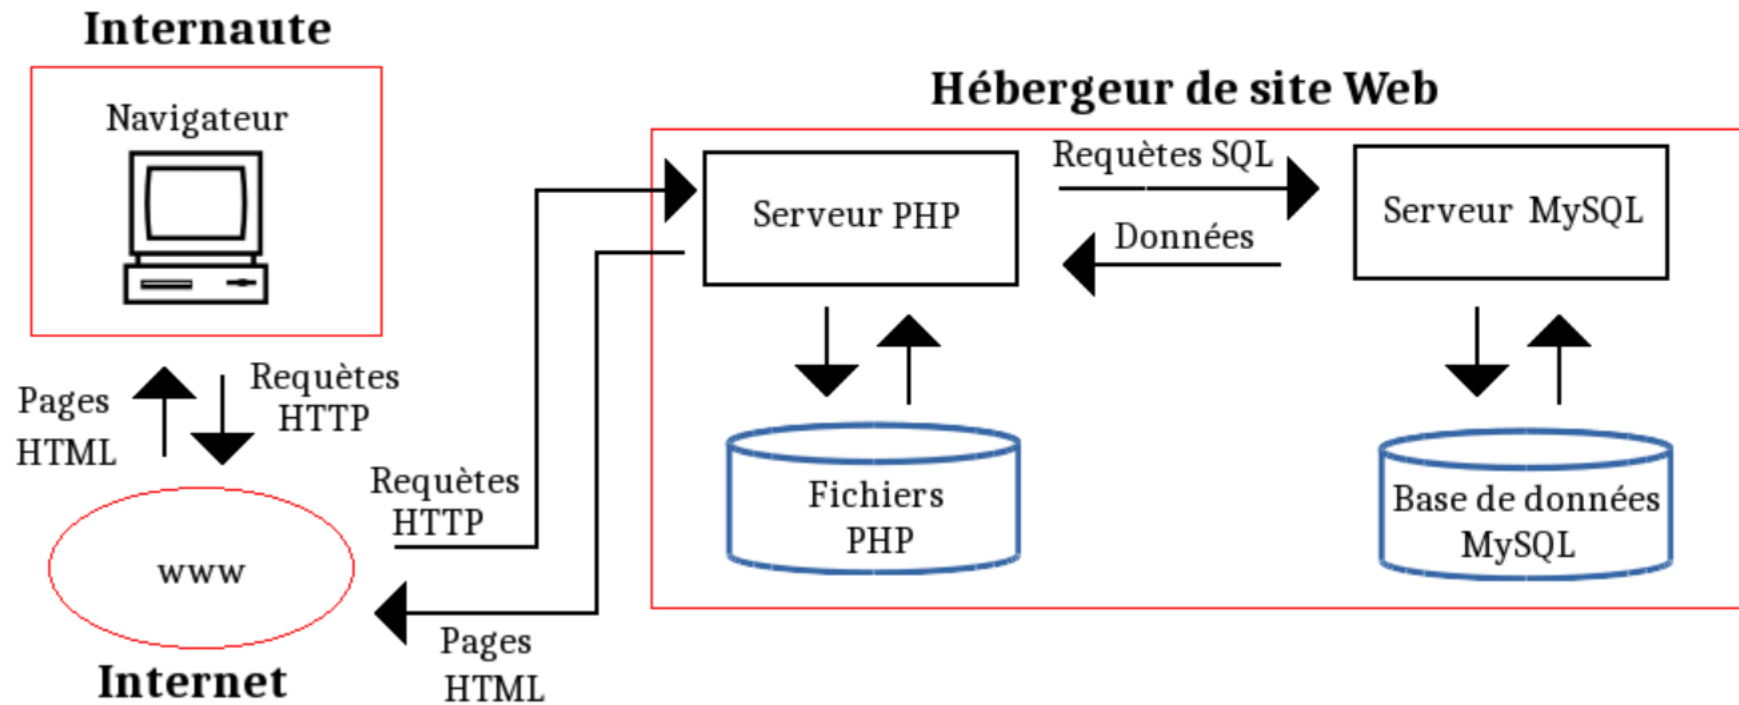 Internaute
Navigateur
Pages
HTML
Requètes
HTTP
www
Internet
Requètes
HTTP
Pages
HTML
Hébergeur de site Web
Serveur PHP
Requètes SQL
Données
Serveur MySQL
Fichiers
PHP
Base de données
MySQL